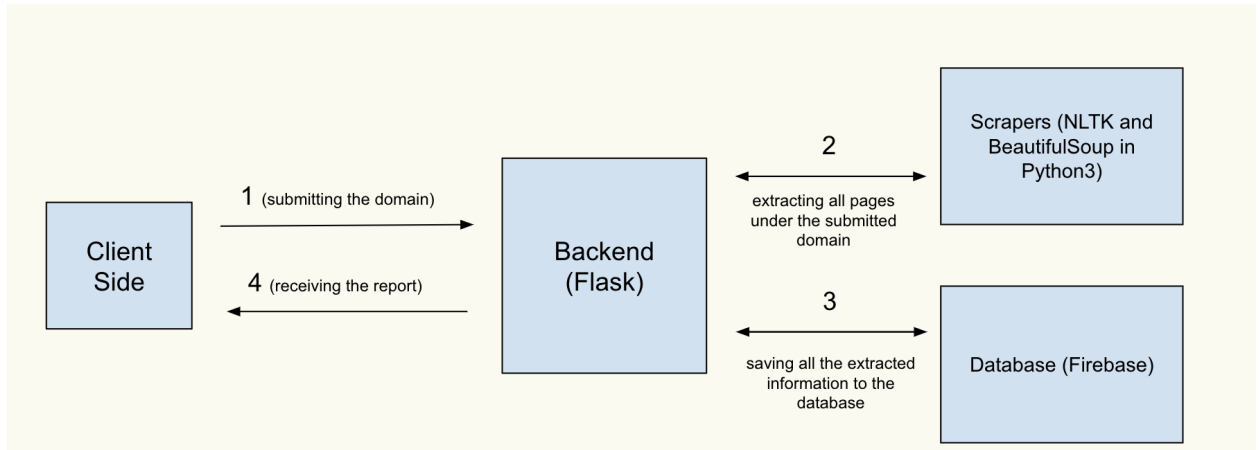 Client
Side
1 (submitting the domain)
4 (receiving the report)
Backend
(Flask)
2
extracting all pages
under the submitted
domain
3
saving all the extracted
information to the
database
Scrapers (NLTK and
BeautifulSoup in
Python3)
Database (Firebase)